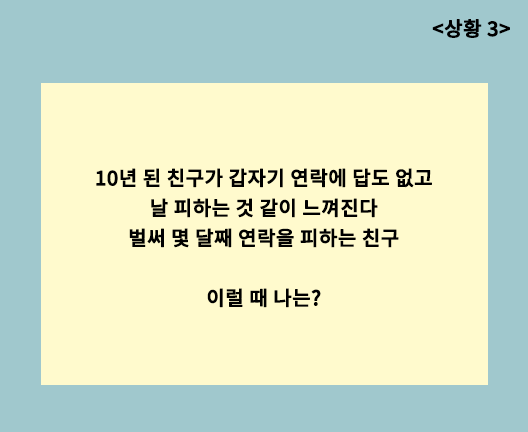 <상황 3>
10년 된 친구가 갑자기 연락에 답도 없고
날 피하는 것 같이 느껴진다
벌써 몇 달째 연락을 피하는 친구
이럴 때 나는?